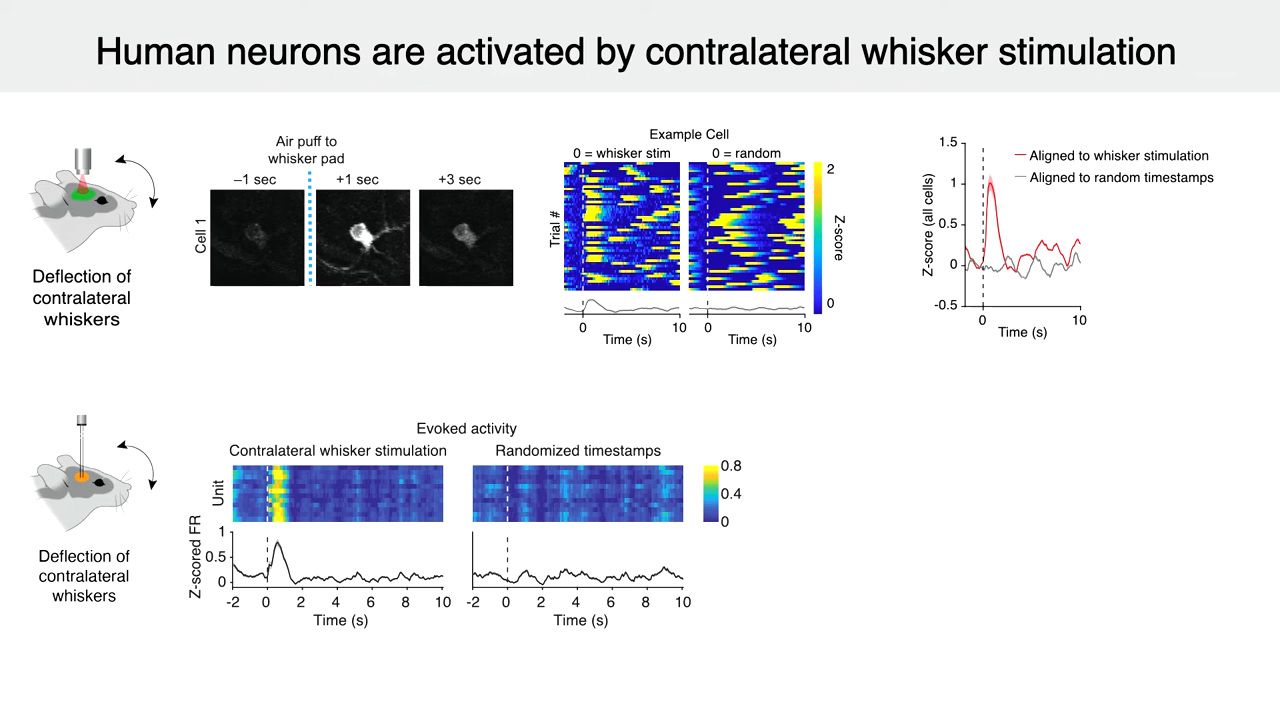 Human neurons are activated by contralateral whisker stimulation
Deflection of
contralateral
whiskers
Air puff to
whisker pad
–1 sec
+1 sec
+3 sec
Cell 1
Example Cell
0 = whisker stim
0 = random
Trial #
2
0
Z-score
0
10
0
10
Time (s)
Time (s)
Z-score (all cells)
1.5
1
0.5
0
-0.5
Aligned to whisker stimulation
Aligned to random timestamps
0
10
Time (s)
Deflection of
contralateral
whiskers
Evoked activity
Contralateral whisker stimulation
Randomized timestamps
Unit
0.8
0.4
0
Z-scored FR
1
0.5
0
-2 0 2 4 6 8 10
-2 0 2 4 6 8 10
Time (s)
Time (s)